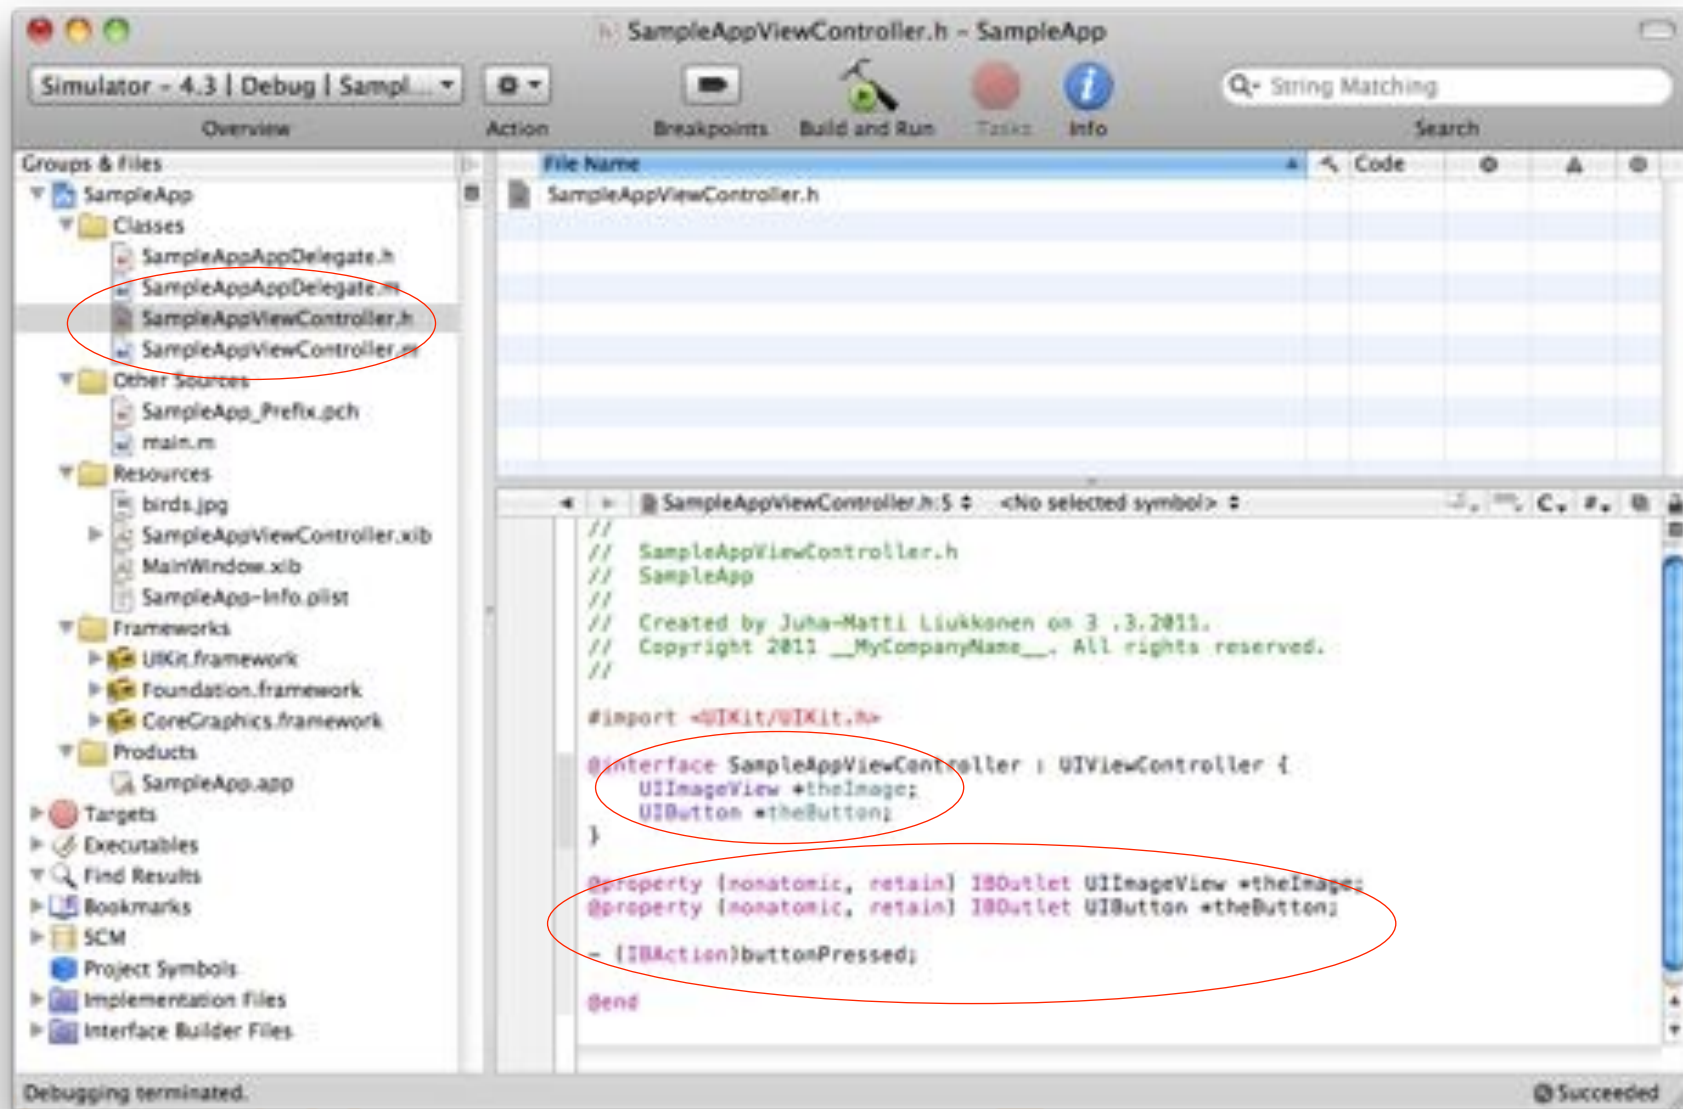 SampleAppViewController.h - SampleApp
Simulator - 4.3 | Debug | Sampl...
String Matching
Overview
Action
Breakpoints
Build and Run
Tasks
Info
Search
Groups & Files
File Name
Code
SampleApp
SampleAppViewController.h
Classes
SampleAppAppDelegate.h
SampleAppAppDelegate.m
SampleAppViewController.h
SampleAppViewController.m
Other Sources
SampleApp_Prefix.pch
main.m
Resources
birds.jpg
SampleAppViewController.xib
MainWindow.xib
SampleApp-Info.plist
Frameworks
UIKit.framework
Foundation.framework
CoreGraphics.framework
Products
SampleApp.app
Targets
Executables
Find Results
Bookmarks
SCM
Project Symbols
Implementation Files
Interface Builder Files
SampleAppViewController.h:5
<No selected symbol>
C
#
//
// SampleAppViewController.h
// SampleApp
//
// Created by Juha-Matti Liukkonen on 3 .3.2011.
// Copyright 2011 __MyCompanyName__. All rights reserved.
//
#import <UIKit/UIKit.h>
@interface SampleAppViewController : UIViewController {
UIImageView *theImage;
UIButton *theButton;
}
@property (nonatomic, retain) IBOutlet UIImageView *theImage;
@property (nonatomic, retain) IBOutlet UIButton *theButton;
- (IBAction)buttonPressed;
@end
Debugging terminated.
Succeeded